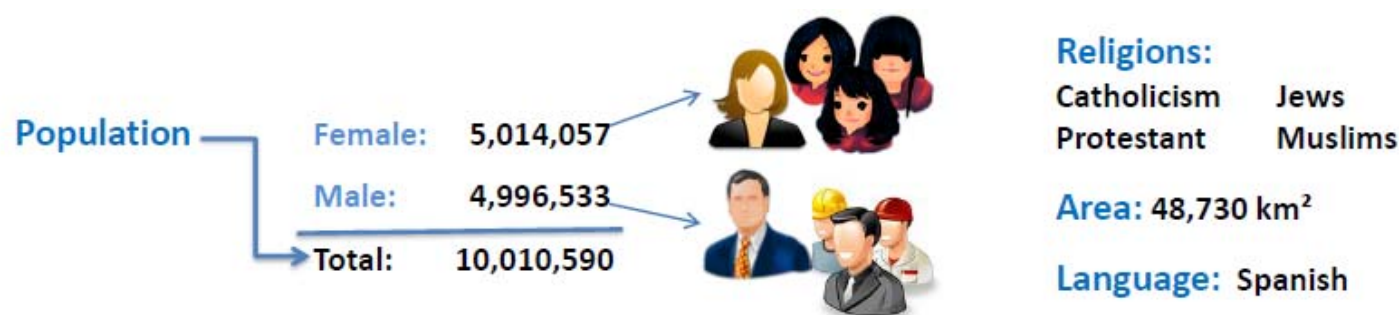 Population
Female: 5,014,057
Male: 4,996,533
Total: 10,010,590
Religions:
Catholicism Jews
Protestant Muslims
Area: 48,730 km²
Language: Spanish